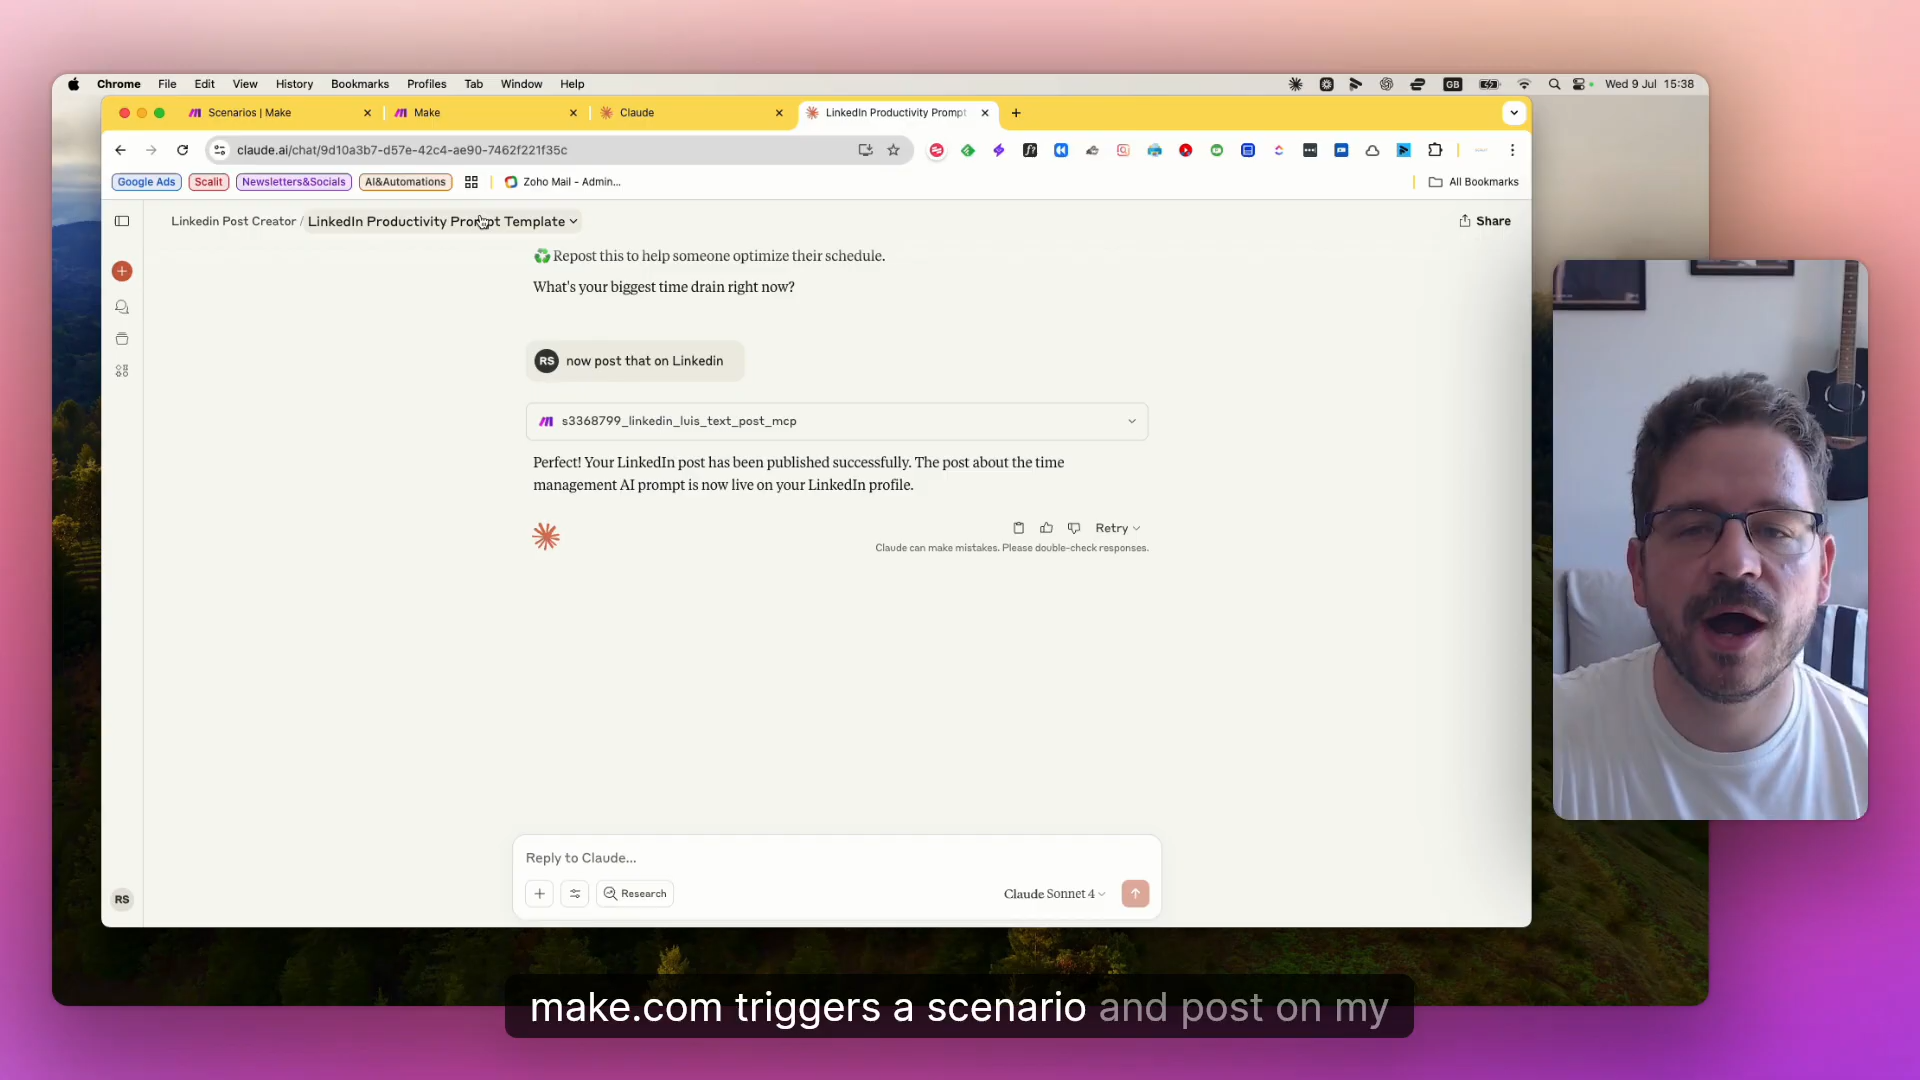 Chrome File Edit View History Bookmarks Profiles Tab Window Help GB Wed 9 Jul 15:38
Scenarios | Make
Make
Claude
LinkedIn Productivity Prompt
claude.ai/chat/9d10a3b7-d57e-42c4-ae90-7462f221f35c
Google Ads
Scalit
Newsletters&Socials
AI&Automations
Zoho Mail - Admin...
All Bookmarks
Linkedin Post Creator / LinkedIn Productivity Prompt Template
Share
Repost this to help someone optimize their schedule.
What's your biggest time drain right now?
RS now post that on Linkedin
s3368799_linkedin_luis_text_post_mcp
Perfect! Your LinkedIn post has been published successfully. The post about the time
management AI prompt is now live on your LinkedIn profile.
Retry
Claude can make mistakes. Please double-check responses.
Reply to Claude...
Research
Claude Sonnet 4
RS
make.com triggers a scenario and post on my